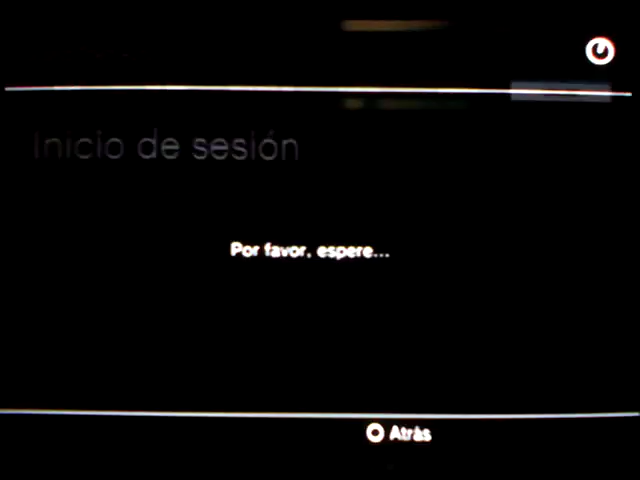 Inicio de sesión
Por favor, espere...
Atrás